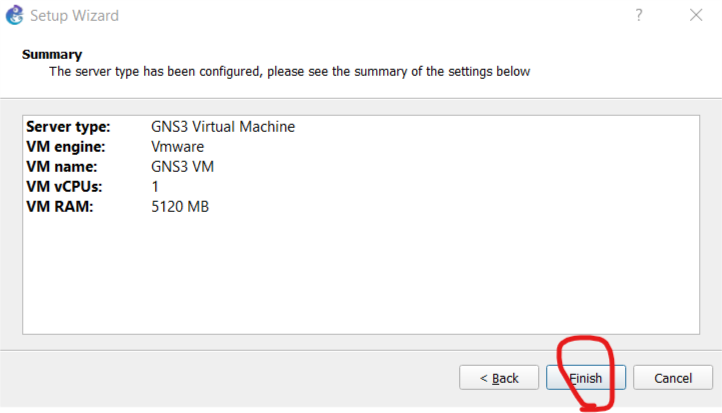 Setup Wizard
Summary
The server type has been configured, please see the summary of the settings below
Server type: GNS3 Virtual Machine
VM engine: Vmware
VM name: GNS3 VM
VM vCPUs: 1
VM RAM: 5120 MB
< Back Finish Cancel